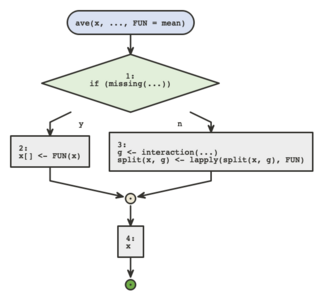 ave(x, ..., FUN = mean)
1:
if (missing(...))
y
n
2:
x[] <- FUN(x)
3:
g <- interaction(...)
split(x, g) <- lapply(split(x, g), FUN)
4:
x